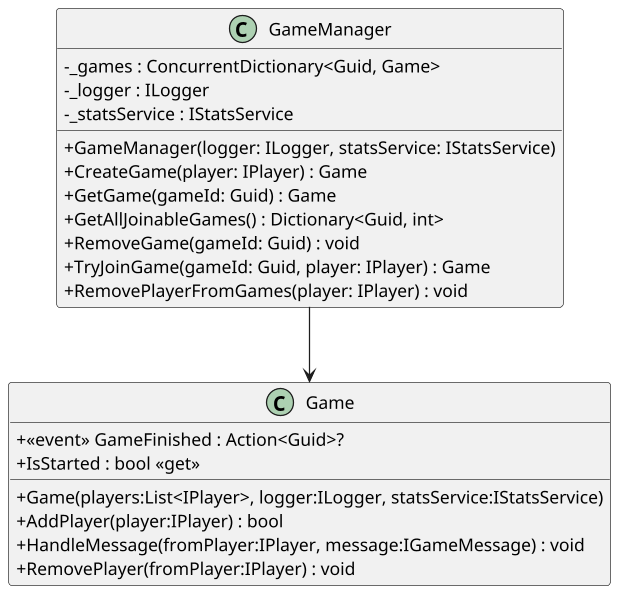 C GameManager
-_games : ConcurrentDictionary<Guid, Game>
-_logger : ILogger
-_statsService : IStatsService
+GameManager(logger: ILogger, statsService: IStatsService)
+CreateGame(player: IPlayer) : Game
+GetGame(gameId: Guid) : Game
+GetAllJoinableGames() : Dictionary<Guid, int>
+RemoveGame(gameId: Guid) : void
+TryJoinGame(gameId: Guid, player: IPlayer) : Game
+RemovePlayerFromGames(player: IPlayer) : void
C Game
+«event» GameFinished : Action<Guid>?
+IsStarted : bool «get»
+Game(players:List<IPlayer>, logger:ILogger, statsService:IStatsService)
+AddPlayer(player:IPlayer) : bool
+HandleMessage(fromPlayer:IPlayer, message:IGameMessage) : void
+RemovePlayer(fromPlayer:IPlayer) : void